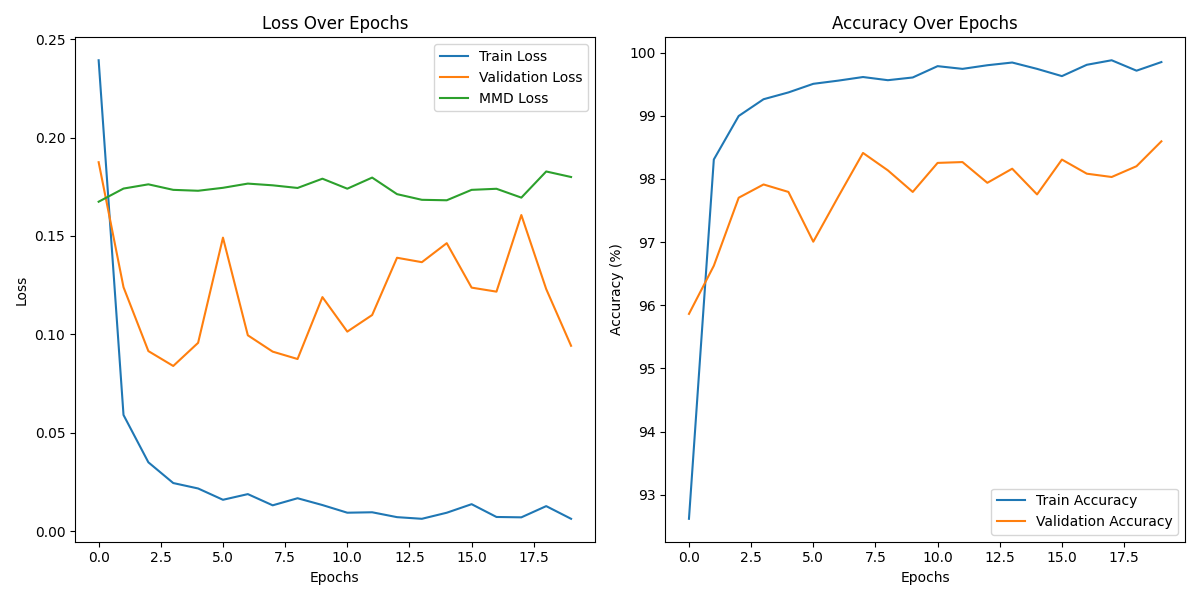 Loss Over Epochs
0.25
0.20
0.15
0.10
0.05
0.00
Loss
Train Loss
Validation Loss
MMD Loss
0.0 2.5 5.0 7.5 10.0 12.5 15.0 17.5
Epochs
Accuracy Over Epochs
100
99
98
97
96
95
94
93
Accuracy (%)
Train Accuracy
Validation Accuracy
0.0 2.5 5.0 7.5 10.0 12.5 15.0 17.5
Epochs